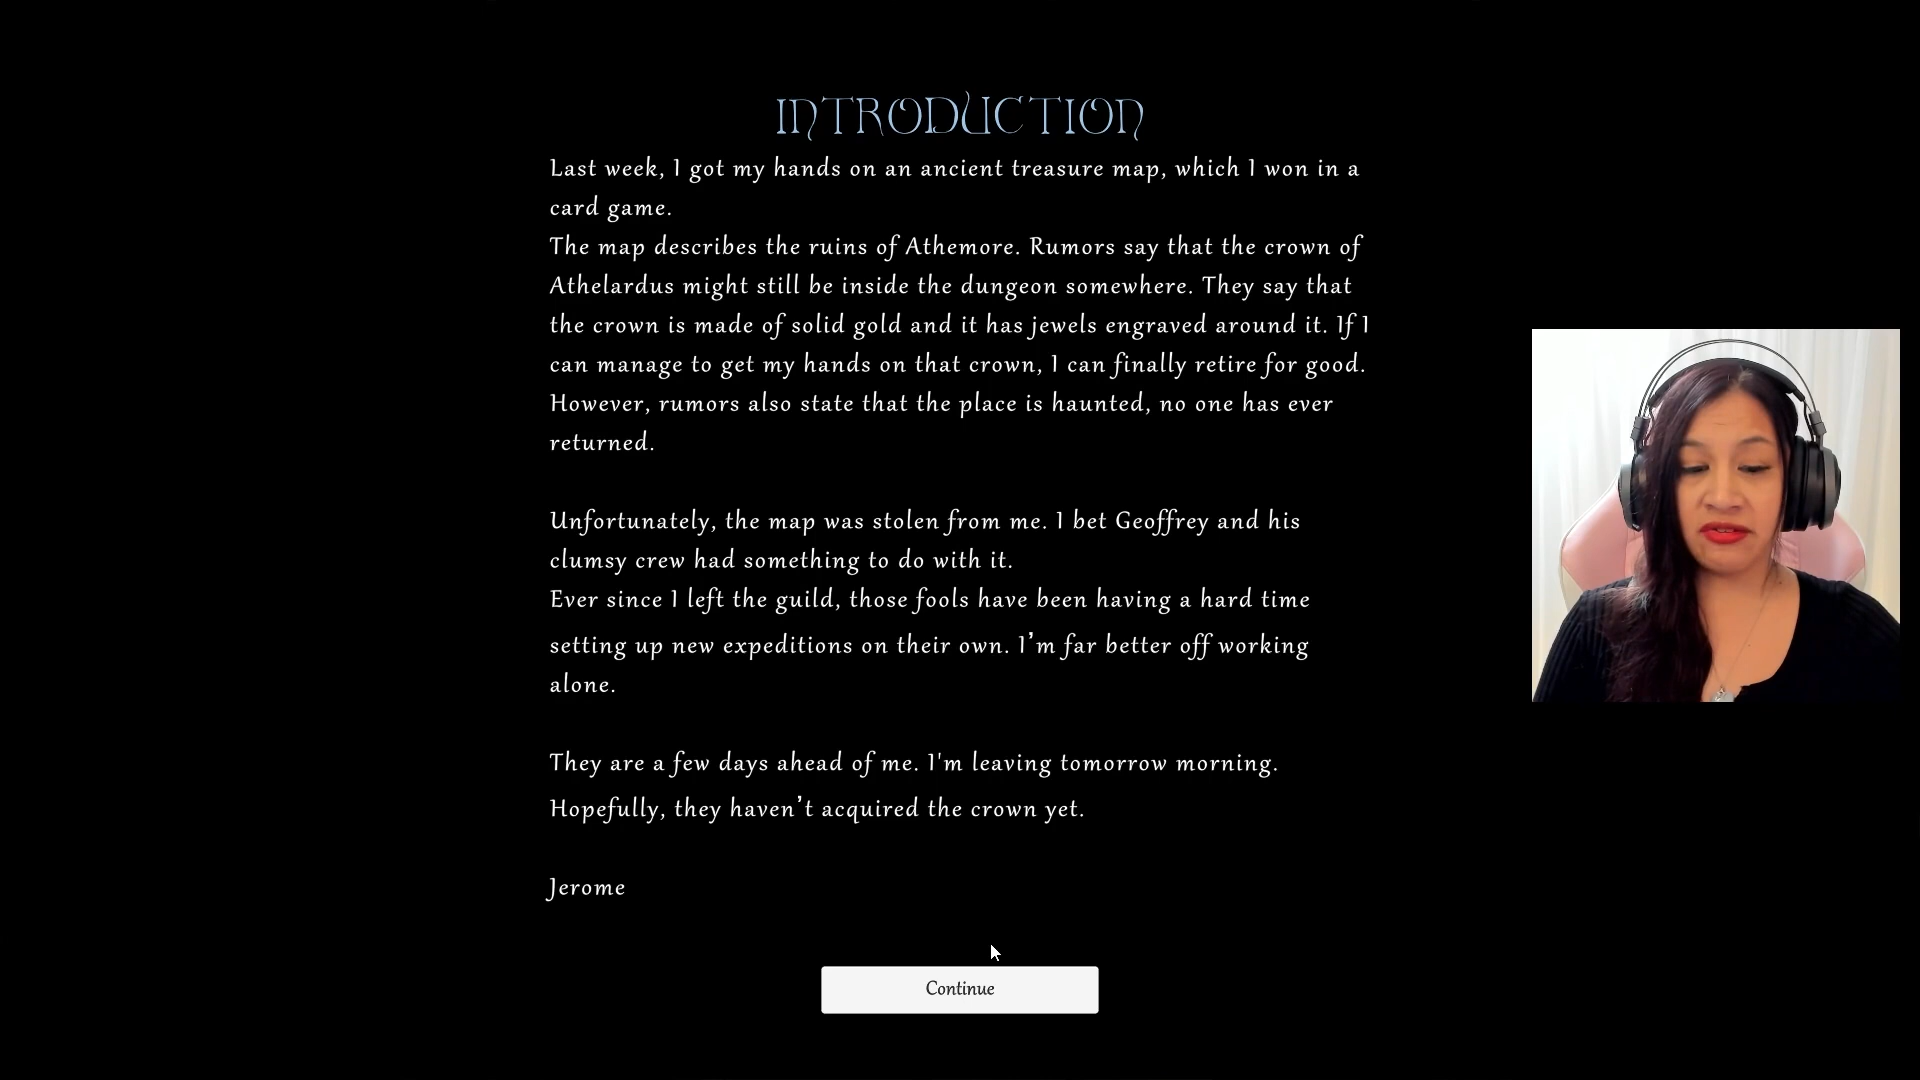 INTRODUCTION
Last week, I got my hands on an ancient treasure map, which I won in a
card game.
The map describes the ruins of Athemore. Rumors say that the crown of
Athelardus might still be inside the dungeon somewhere. They say that
the crown is made of solid gold and it has jewels engraved around it. If I
can manage to get my hands on that crown, I can finally retire for good.
However, rumors also state that the place is haunted, no one has ever
returned.
Unfortunately, the map was stolen from me. I bet Geoffrey and his
clumsy crew had something to do with it.
Ever since I left the guild, those fools have been having a hard time
setting up new expeditions on their own. I’m far better off working
alone.
They are a few days ahead of me. I'm leaving tomorrow morning.
Hopefully, they haven’t acquired the crown yet.
Jerome
Continue